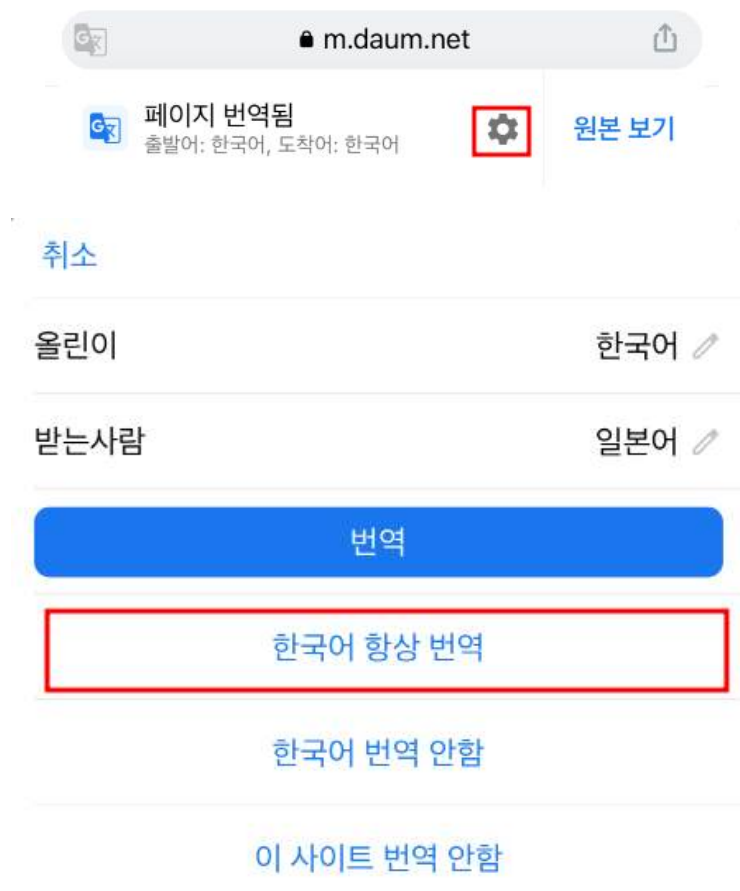 m.daum.net
페이지 번역됨
출발어: 한국어, 도착어: 한국어
원본 보기
취소
올린이 한국어
받는사람 일본어
번역
한국어 항상 번역
한국어 번역 안함
이 사이트 번역 안함